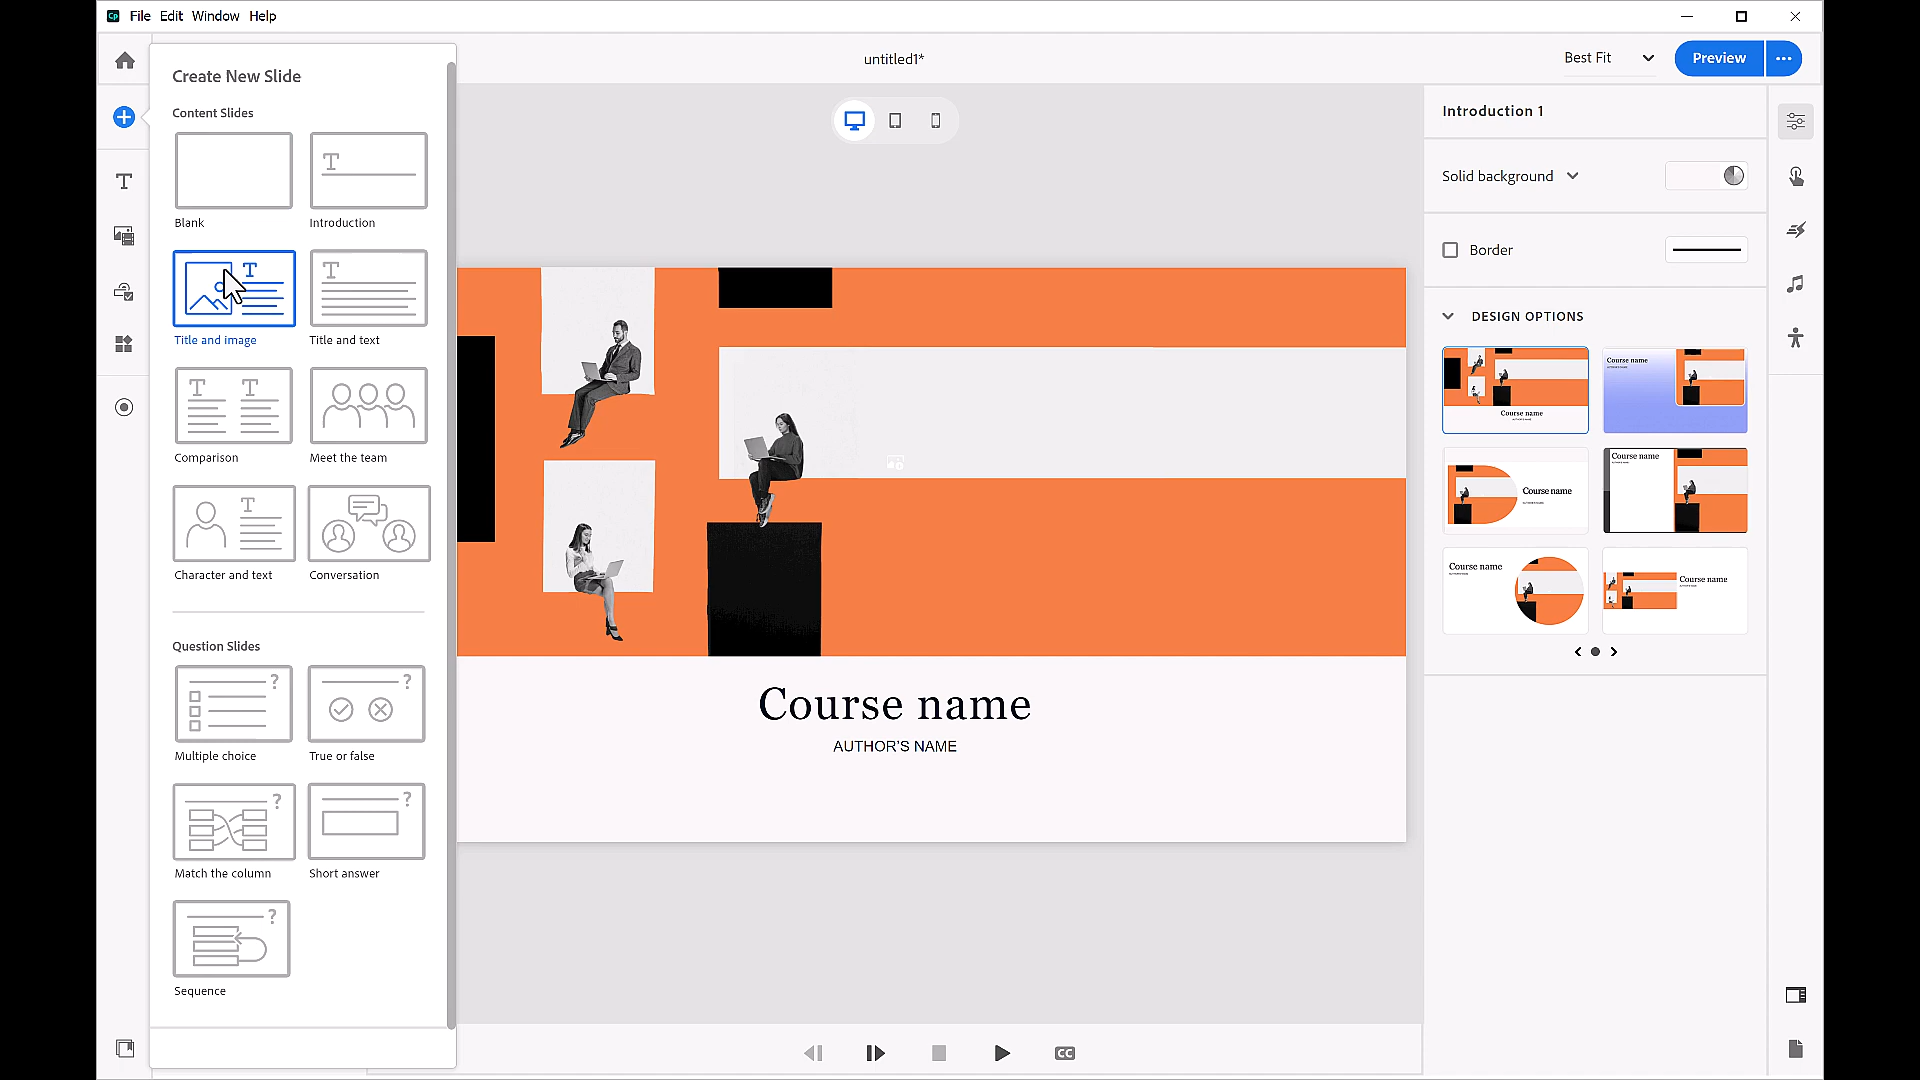 Cp File Edit Window Help
untitled1*
Best Fit
Preview
Create New Slide
Content Slides
T
Blank
Introduction
T
T
Title and image
Title and text
T T
Comparison
Meet the team
T
Character and text
Conversation
Question Slides
?
?
Multiple choice
True or false
?
?
Match the column
Short answer
?
Sequence
T
Course name
AUTHOR'S NAME
CC
Introduction 1
Solid background
Border
DESIGN OPTIONS
Course name
Course name
Course name
Course name
Course name
Course name